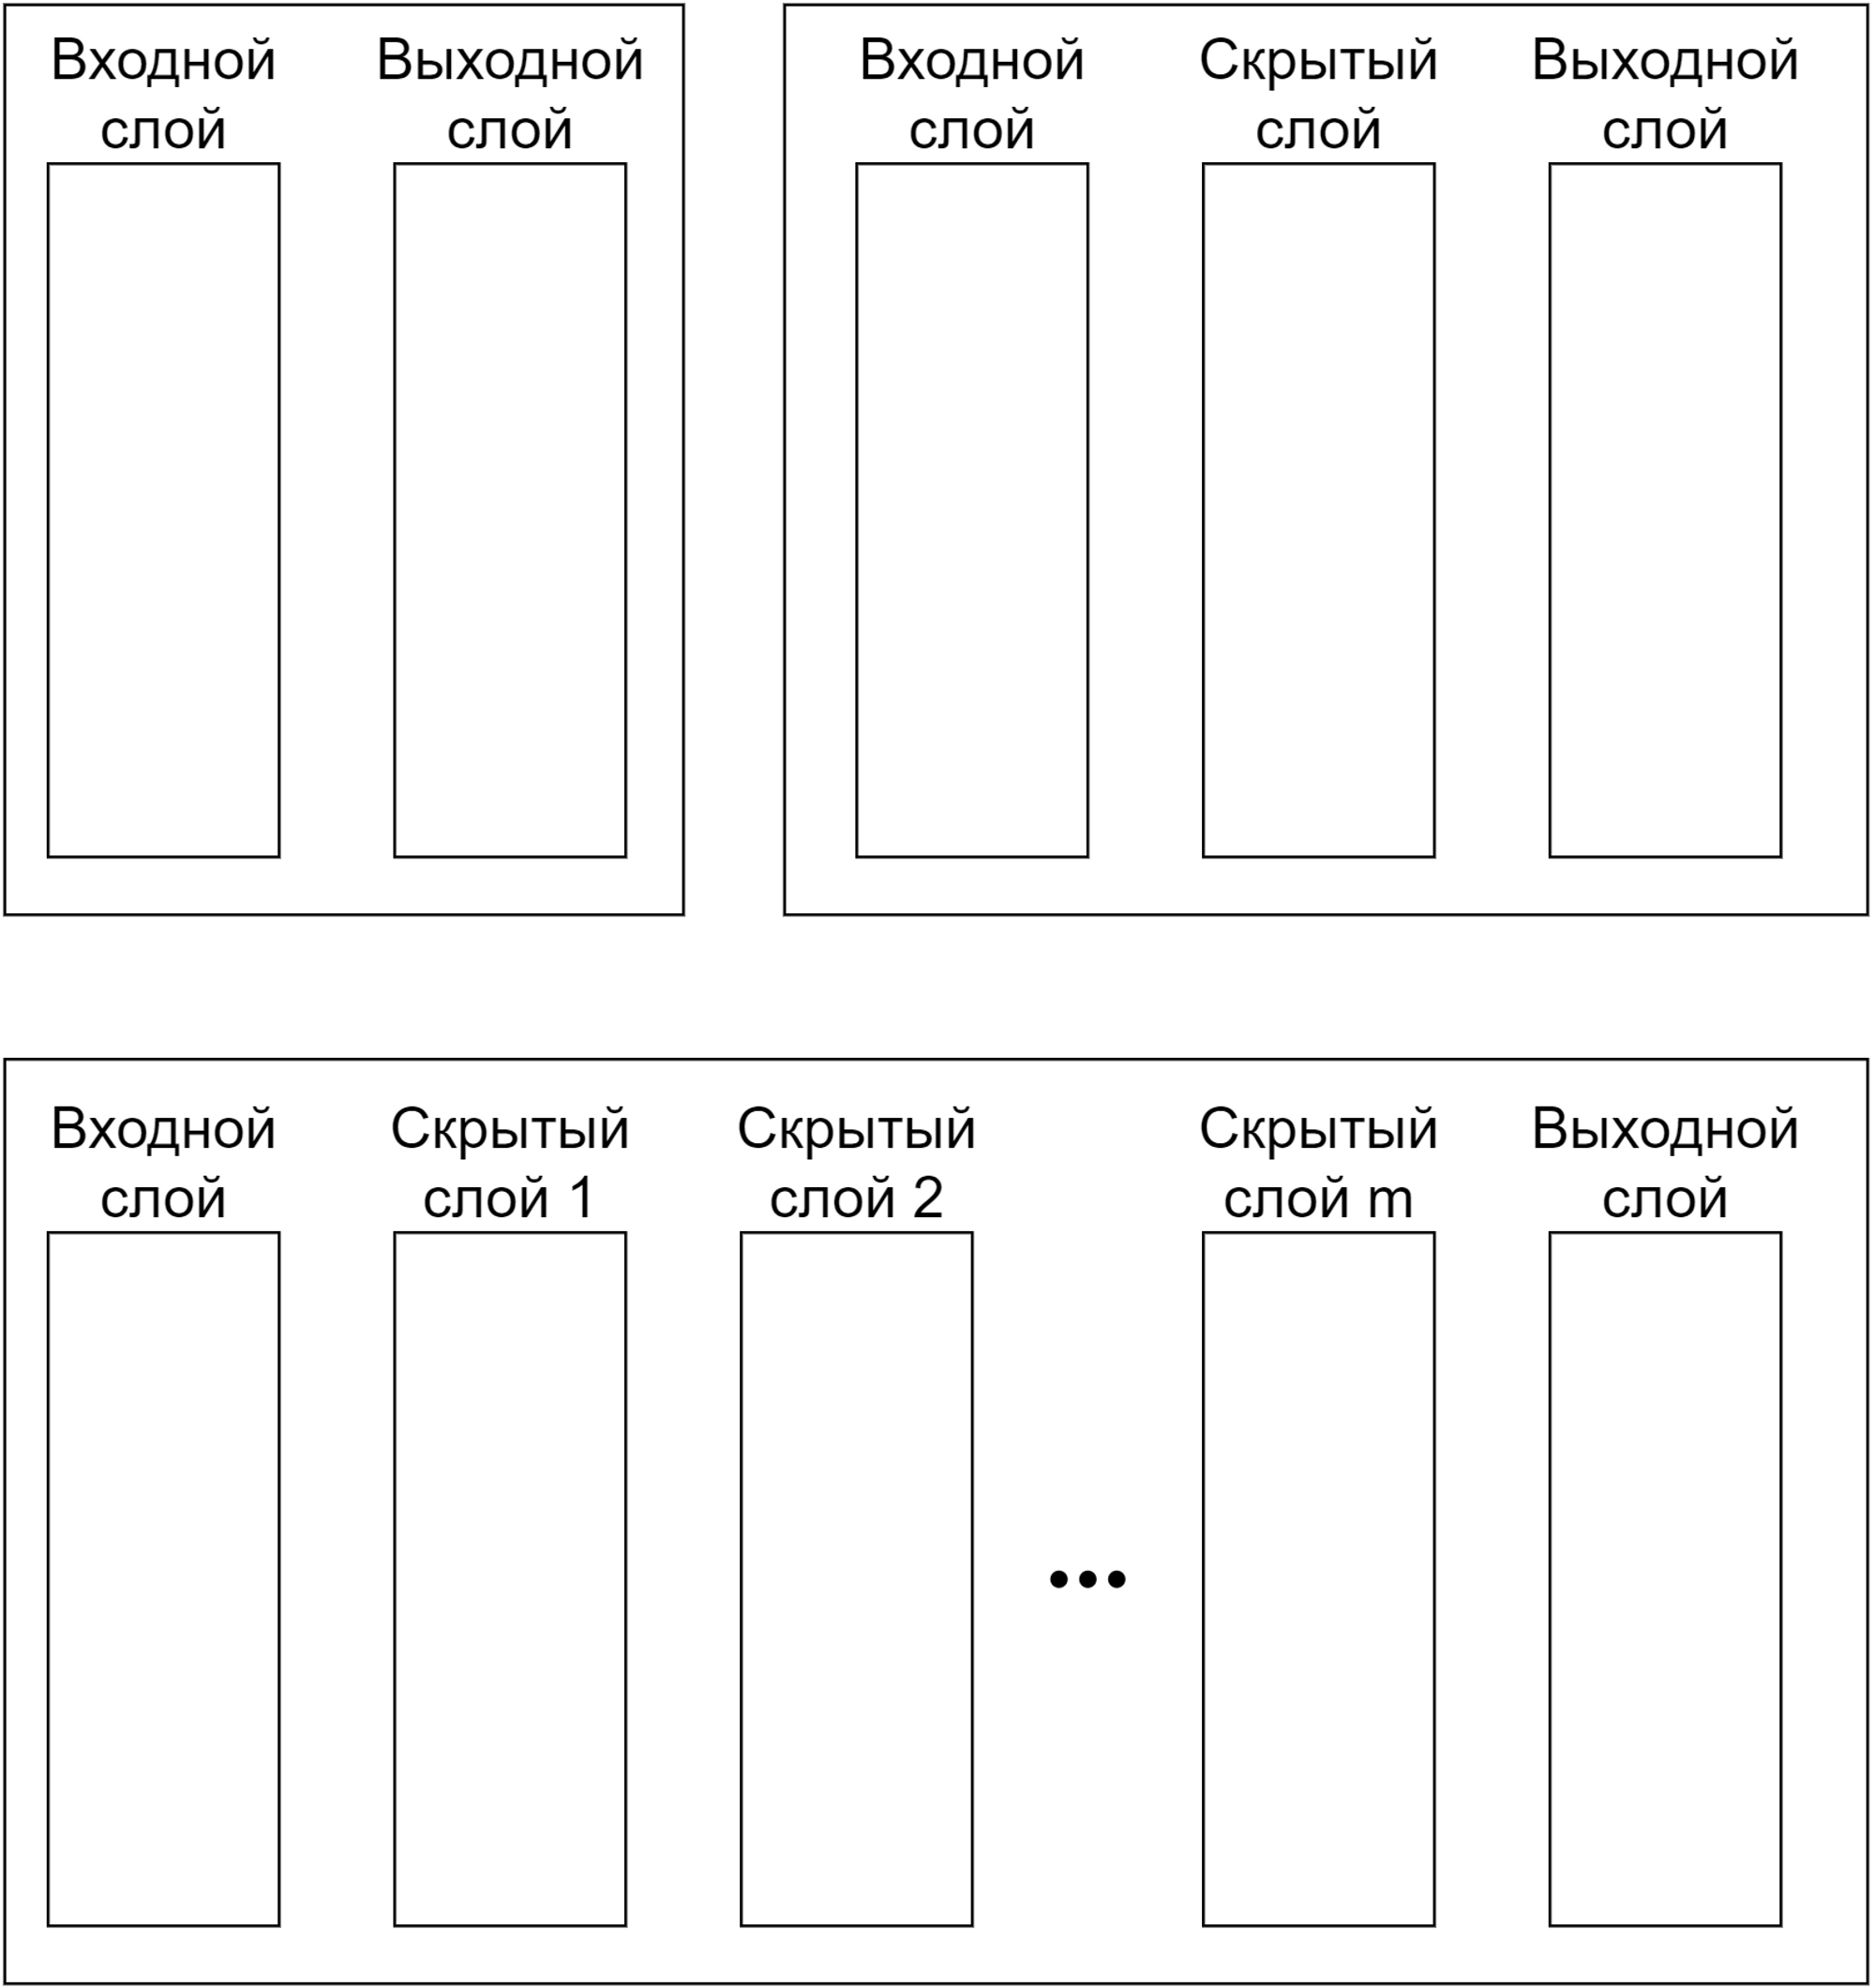 Входной
слой
Выходной
слой
Входной
слой
Скрытый
слой
Выходной
слой
Входной
слой
Скрытый
слой 1
Скрытый
слой 2
Скрытый
слой m
Выходной
слой